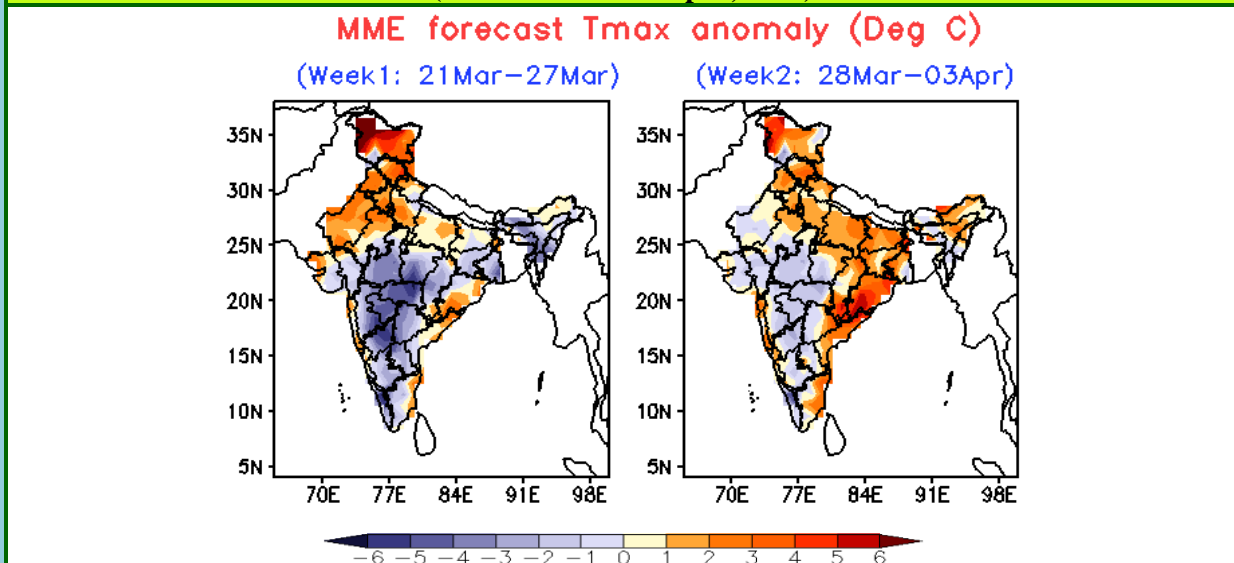 MME forecast Tmax anomaly (Deg C)
(Week1: 21Mar−27Mar) (Week2: 28Mar−03Apr)
35N 35N
30N 30N
25N 25N
20N 20N
15N 15N
10N 10N
5N 5N
70E 77E 84E 91E 98E 70E 77E 84E 91E 98E
−6 −5 −4 −3 −2 −1 0 1 2 3 4 5 6